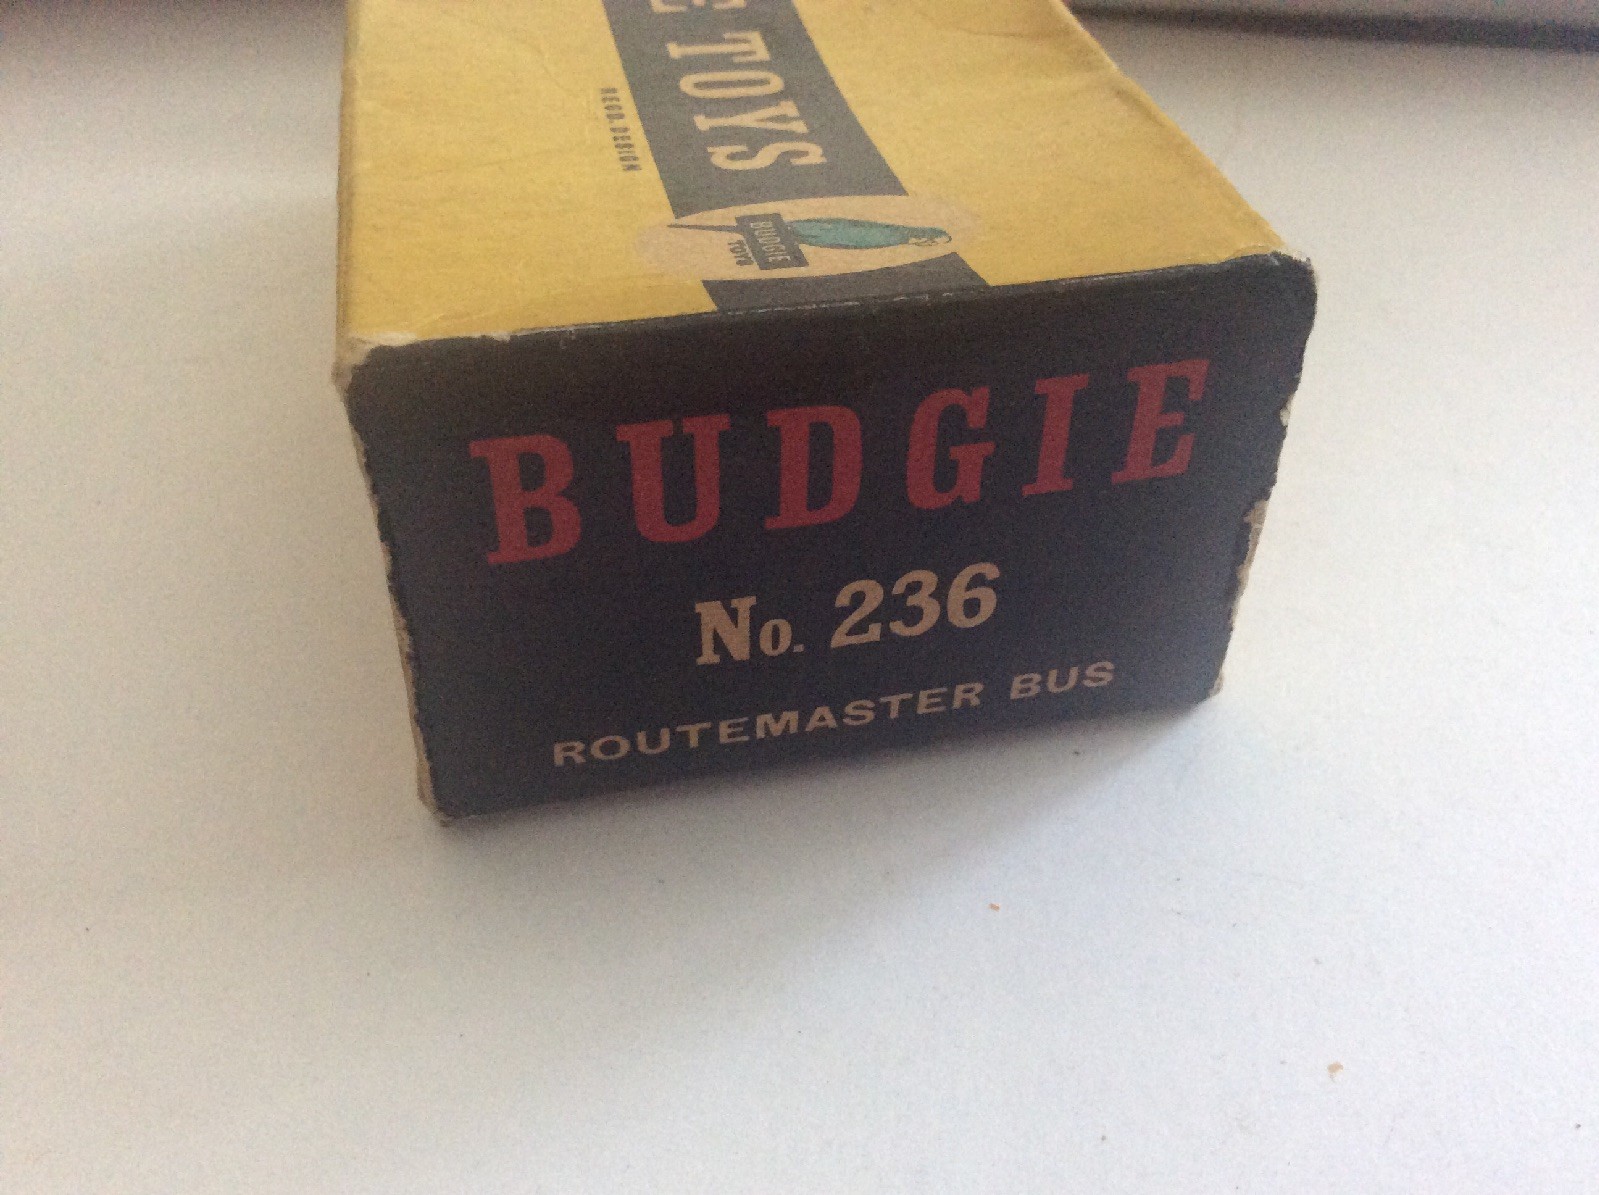 E TOYS
REGD. DESIGN
BUDGIE
TOYS
BUDGIE
No. 236
ROUTEMASTER BUS